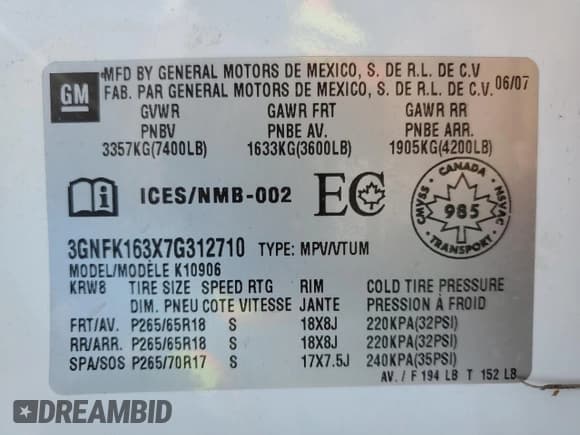 GM
MFD BY GENERAL MOTORS DE MEXICO, S. DE R.L. DE C.V
FAB. PAR GENERAL MOTORS DE MEXICO, S. DE R.L. DE C.V. 06/07
GVWR GAWR FRT GAWR RR
PNBV PNBE AV. PNBE ARR.
3357KG(7400LB) 1633KG(3600LB) 1905KG(4200LB)
ICES/NMB-002 EC
CANADA CMVSS NSVAC 985 TRANSPORT
3GNFK163X7G312710 TYPE: MPV/VTUM
MODEL/MODÈLE K10906
KRW8 TIRE SIZE SPEED RTG RIM COLD TIRE PRESSURE
DIM. PNEU COTE VITESSE JANTE PRESSION À FROID
FRT/AV. P265/65R18 S 18X8J 220KPA(32PSI)
RR/ARR. P265/65R18 S 18X8J 220KPA(32PSI)
SPA/SOS P265/70R17 S 17X7.5J 240KPA(35PSI)
AV. / F 194 LB T 152 LB
DREAMBID